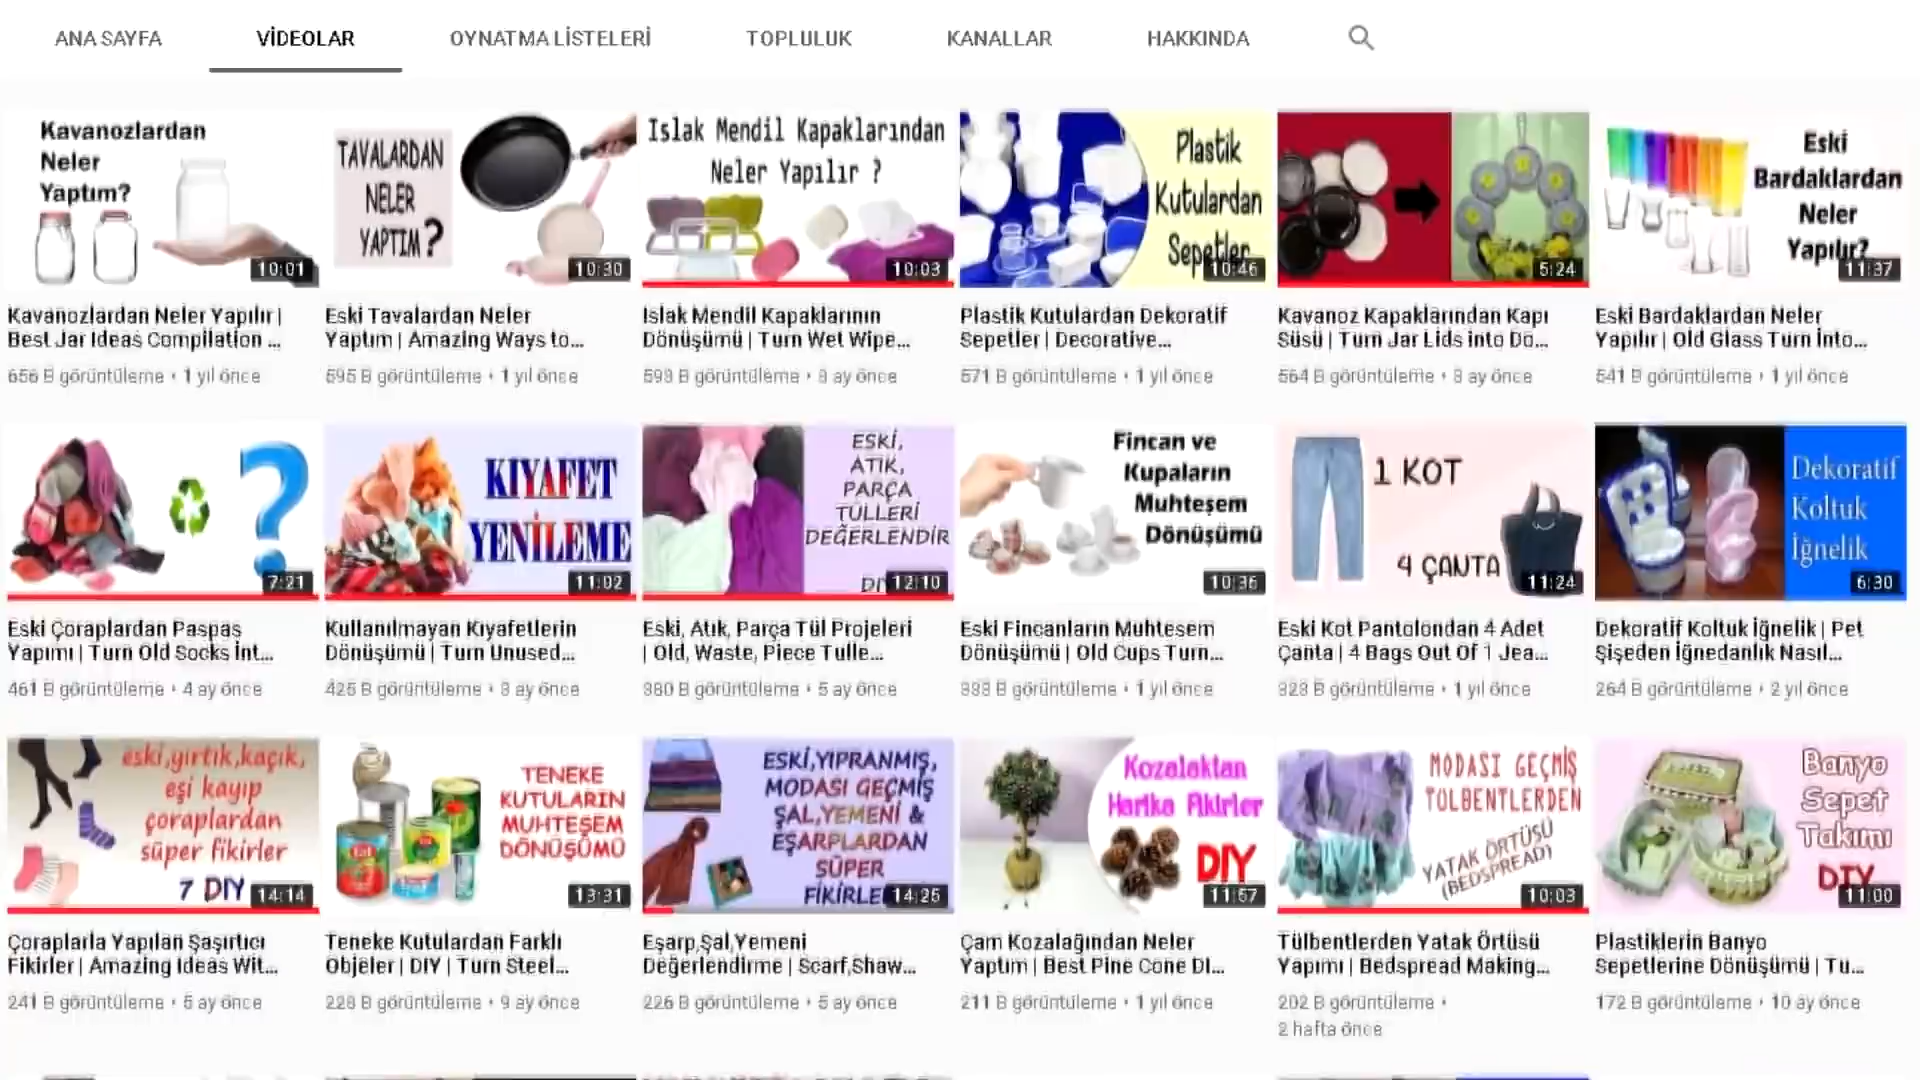 ANA SAYFA VİDEOLAR OYNATMA LİSTELERİ TOPLULUK KANALLAR HAKKINDA
Kavanozlardan
Neler
Yaptım?
10:01
TAVALARDAN
NELER
YAPTIM?
10:30
Islak Mendil Kapaklarından
Neler Yapılır ?
10:03
Plastik
Kutulardan
Sepetler
10:46
5:24
Eski
Bardaklardan
Neler
Yapılır?
11:37
Kavanozlardan Neler Yapılır |
Best Jar Ideas Compilation ...
656 B görüntüleme • 1 yıl önce
Eski Tavalardan Neler
Yaptım | Amazing Ways to...
595 B görüntüleme • 1 yıl önce
Islak Mendil Kapaklarının
Dönüşümü | Turn Wet Wipe...
593 B görüntüleme • 8 ay önce
Plastik Kutulardan Dekoratif
Sepetler | Decorative...
571 B görüntüleme • 1 yıl önce
Kavanoz Kapaklarından Kapı
Süsü | Turn Jar Lids into Do...
564 B görüntüleme • 8 ay önce
Eski Bardaklardan Neler
Yapılır | Old Glass Turn İnto...
541 B görüntüleme • 1 yıl önce
7:21
KIYAFET
YENİLEME
11:02
ESKİ,
ATIK,
PARÇA
TÜLLERİ
DEĞERLENDİR
12:10
Fincan ve
Kupaların
Muhteşem
Dönüşümü
10:36
1 KOT
4 ÇANTA
11:24
Dekoratif
Koltuk
İğnelik
6:30
Eski Çoraplardan Paspas
Yapımı | Turn Old Socks İnt...
461 B görüntüleme • 4 ay önce
Kullanılmayan Kıyafetlerin
Dönüşümü | Turn Unused...
425 B görüntüleme • 8 ay önce
Eski, Atık, Parça Tül Projeleri
| Old, Waste, Piece Tulle...
380 B görüntüleme • 5 ay önce
Eski Fincanların Muhteşem
Dönüşümü | Old Cups Turn...
333 B görüntüleme • 1 yıl önce
Eski Kot Pantolondan 4 Adet
Çanta | 4 Bags Out Of 1 Jea...
323 B görüntüleme • 1 yıl önce
Dekoratif Koltuk İğnelik | Pet
Şişeden İğnedanlık Nasıl...
264 B görüntüleme • 2 yıl önce
eski,yırtık,kaçık,
eşi kayıp
çoraplardan
süper fikirler
7 DIY
14:14
TENEKE
KUTULARIN
MUHTEŞEM
DÖNÜŞÜMÜ
13:31
ESKİ,YIPRANMIŞ,
MODASI GEÇMİŞ
ŞAL,YEMENİ &
EŞARPLARDAN
SÜPER
FİKİRLE
14:25
Kozalaktan
Harika Fikirler
DIY
11:57
MODASI GEÇMİŞ
TÜLBENTLERDEN
YATAK ÖRTÜSÜ
(BEDSPREAD)
10:03
Banyo
Sepet
Takımı
DIY
11:00
Çoraplarla Yapılan Şaşırtıcı
Fikirler | Amazing Ideas Wit...
241 B görüntüleme • 5 ay önce
Teneke Kutulardan Farklı
Objeler | DIY | Turn Steel...
228 B görüntüleme • 9 ay önce
Eşarp,Şal,Yemeni
Değerlendirme | Scarf,Shaw...
226 B görüntüleme • 5 ay önce
Çam Kozalağından Neler
Yaptım | Best Pine Cone DI...
211 B görüntüleme • 1 yıl önce
Tülbentlerden Yatak Örtüsü
Yapımı | Bedspread Making...
202 B görüntüleme •
2 hafta önce
Plastiklerin Banyo
Sepetlerine Dönüşümü | Tu...
172 B görüntüleme • 10 ay önce